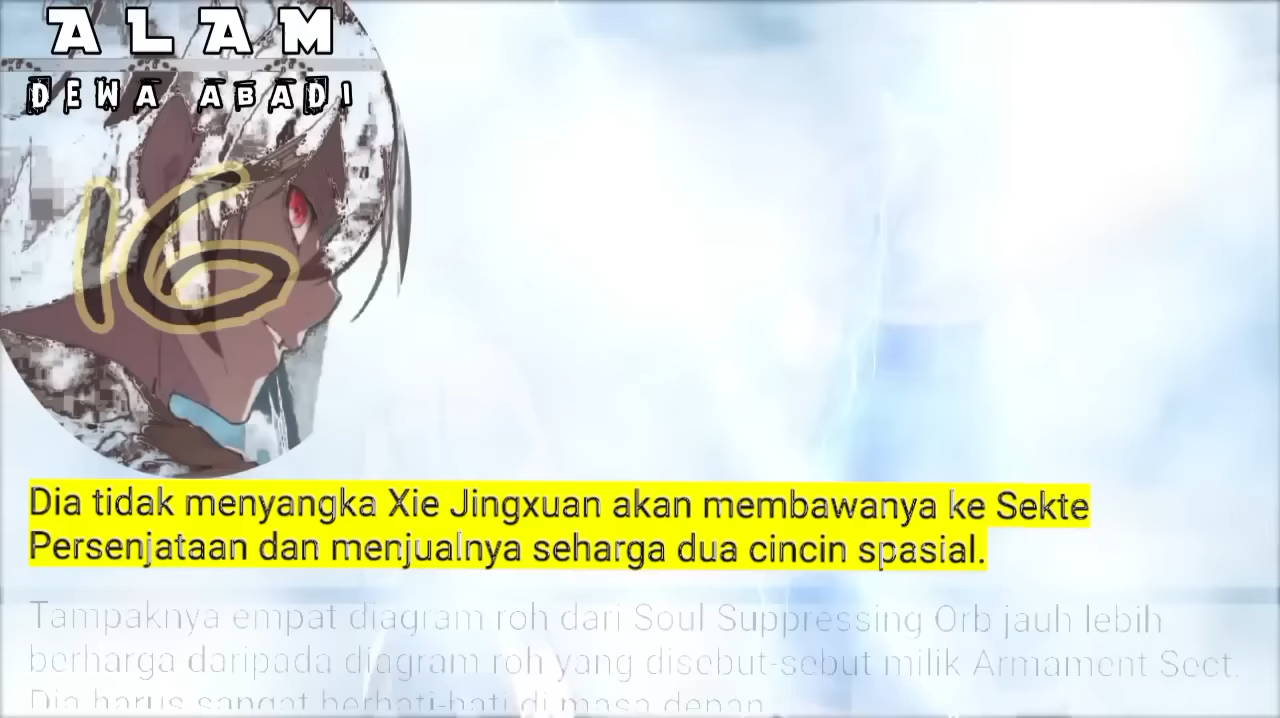 ALAM
DEWA ABADI
16
Dia tidak menyangka Xie Jingxuan akan membawanya ke Sekte
Persenjataan dan menjualnya seharga dua cincin spasial.
Tampaknya empat diagram roh dari Soul Suppressing Orb jauh lebih
berharga daripada diagram roh yang disebut-sebut milik Armament Sect.
Dia harus sangat berhati-hati di masa depan.